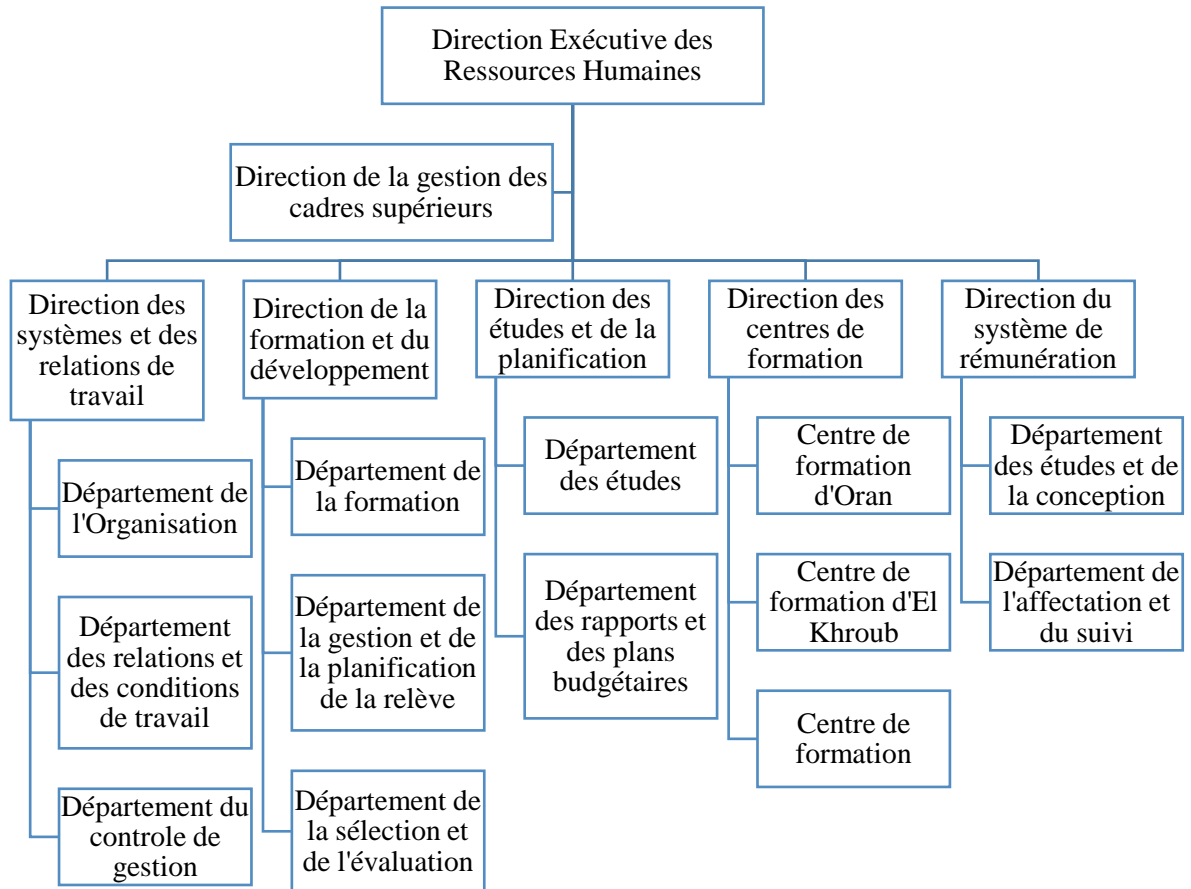 Direction Exécutive des
Ressources Humaines
Direction de la gestion des
cadres supérieurs
Direction des
systèmes et des
relations de
travail
Département de
l'Organisation
Département
des relations et
des conditions
de travail
Département du
controle de
gestion
Direction de la
formation et du
développement
Département de
la formation
Département de
la gestion et de
la planification
de la relève
Département de
la sélection et
de l'évaluation
Direction des
études et de la
planification
Département
des études
Département
des rapports et
des plans
budgétaires
Direction des
centres de
formation
Centre de
formation
d'Oran
Centre de
formation d'El
Khroub
Centre de
formation
Direction du
système de
rémunération
Département
des études et de
la conception
Département de
l'affectation et
du suivi